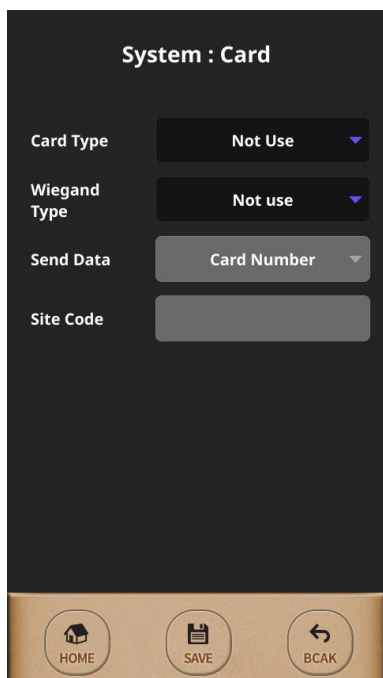 System : Card
Card Type
Not Use
Wiegand
Type
Not use
Send Data
Card Number
Site Code
HOME
SAVE
BCAK